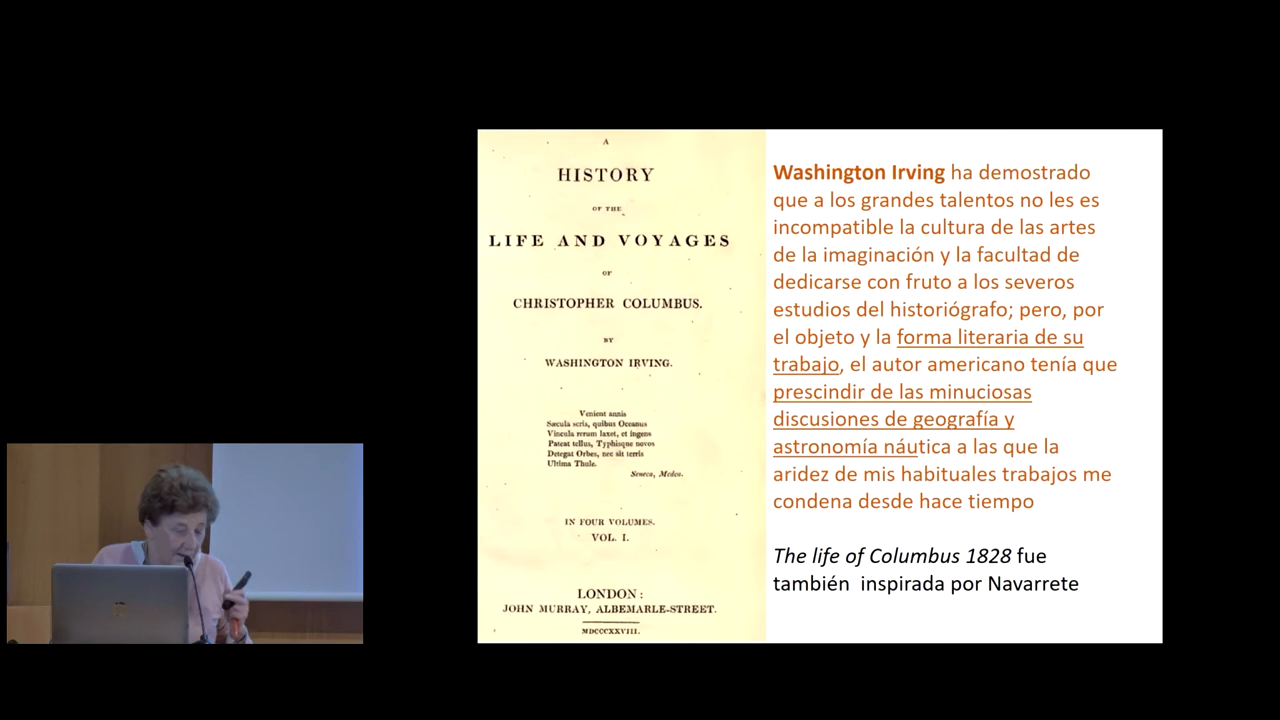 A
HISTORY
OF THE
LIFE AND VOYAGES
OF
CHRISTOPHER COLUMBUS.
BY
WASHINGTON IRVING.
Venient annis
Sæcula seris, quibus Oceanus
Vincula rerum laxet, et ingens
Pateat tellus, Typhisque novos
Detegat Orbes, nec sit terris
Ultima Thule.
Seneca, Medea.
IN FOUR VOLUMES.
VOL. I.
LONDON:
JOHN MURRAY, ALBEMARLE-STREET.
MDCCCXXVIII.
Washington Irving ha demostrado
que a los grandes talentos no les es
incompatible la cultura de las artes
de la imaginación y la facultad de
dedicarse con fruto a los severos
estudios del historiógrafo; pero, por
el objeto y la forma literaria de su
trabajo, el autor americano tenía que
prescindir de las minuciosas
discusiones de geografía y
astronomía náutica a las que la
aridez de mis habituales trabajos me
condena desde hace tiempo
The life of Columbus 1828 fue
también inspirada por Navarrete